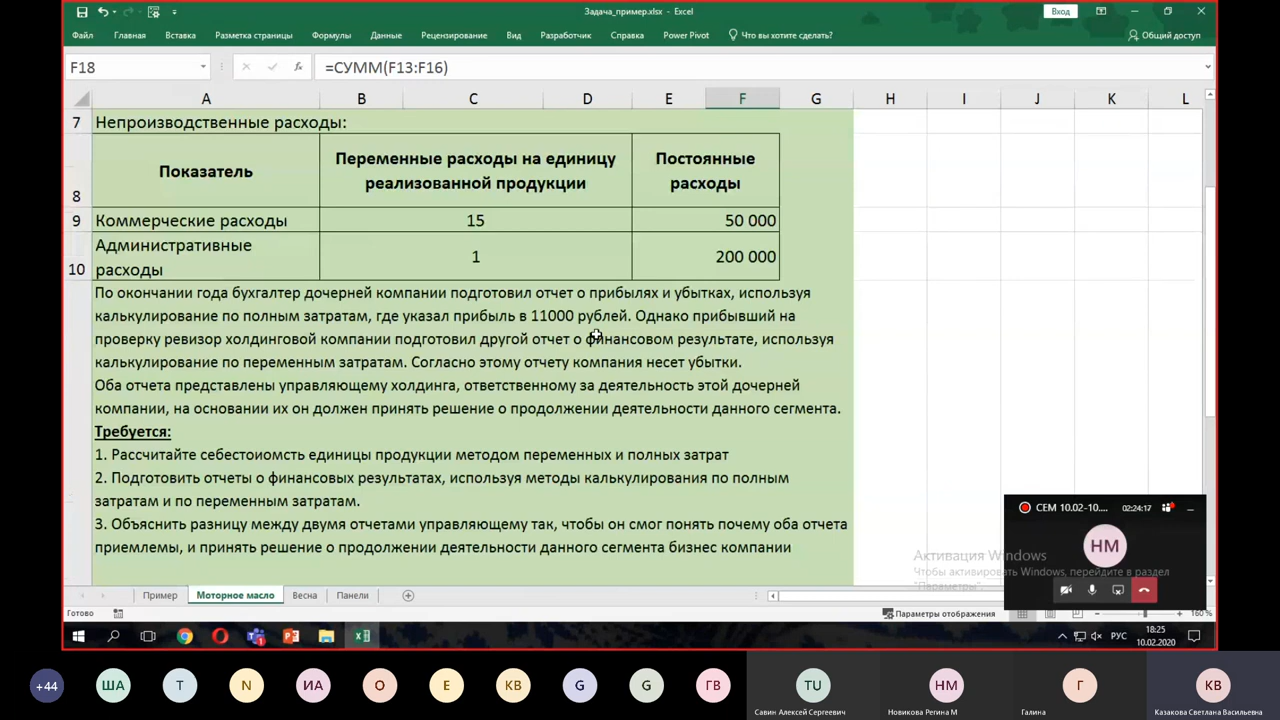 Задача_пример.xlsx - Excel
Вход
Файл Главная Вставка Разметка страницы Формулы Данные Рецензирование Вид Разработчик Справка Power Pivot Что вы хотите сделать? Общий доступ
F18 fx =СУММ(F13:F16)
A B C D E F G H I J K L
7 Непроизводственные расходы:
8 Показатель
Переменные расходы на единицу
реализованной продукции
Постоянные
расходы
9 Коммерческие расходы 15 50 000
10 Административные
расходы
1 200 000
По окончании года бухгалтер дочерней компании подготовил отчет о прибылях и убытках, используя
калькулирование по полным затратам, где указал прибыль в 11000 рублей. Однако прибывший на
проверку ревизор холдинговой компании подготовил другой отчет о финансовом результате, используя
калькулирование по переменным затратам. Согласно этому отчету компания несет убытки.
Оба отчета представлены управляющему холдинга, ответственному за деятельность этой дочерней
компании, на основании их он должен принять решение о продолжении деятельности данного сегмента.
Требуется:
1. Рассчитайте себестоиомсть единицы продукции методом переменных и полных затрат
2. Подготовить отчеты о финансовых результатах, используя методы калькулирования по полным
затратам и по переменным затратам.
3. Объяснить разницу между двумя отчетами управляющему так, чтобы он смог понять почему оба отчета
приемлемы, и принять решение о продолжении деятельности данного сегмента бизнес компании
СЕМ 10.02-10.... 02:24:17
НМ
Активация Windows
Чтобы активировать Windows, перейдите в раздел
"Параметры".
Пример Моторное масло Весна Панели
Готово Параметры отображения 160 %
РУС 18:25
10.02.2020
+44 ША Т N ИА О Е КВ G G ГВ TU НМ Г КВ
Савин Алексей Сергеевич Новикова Регина М Галина Казакова Светлана Васильевна